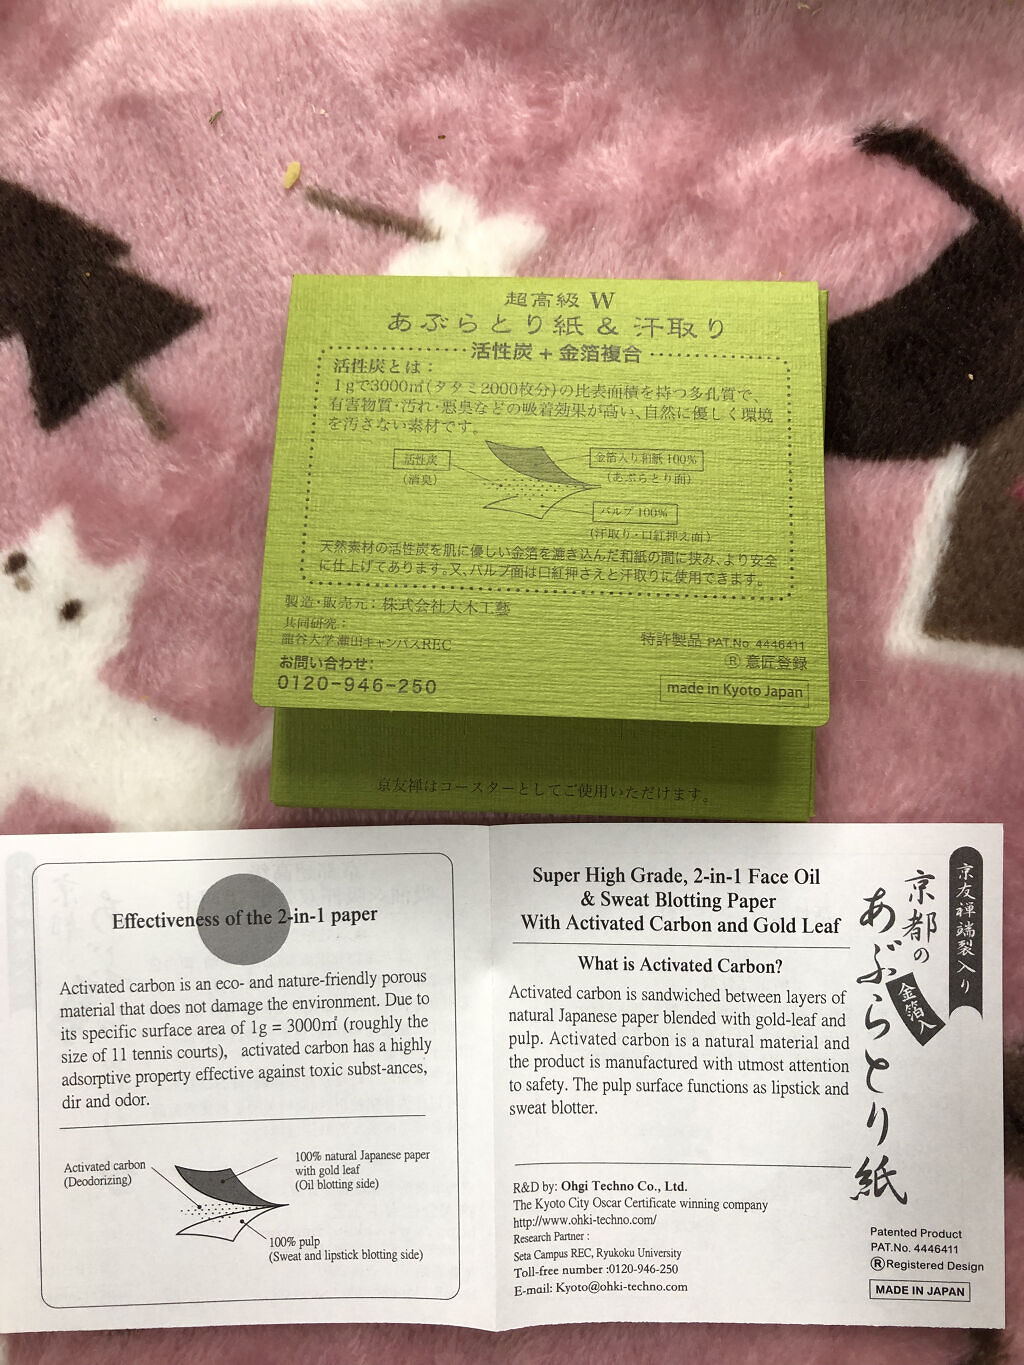 超高級 W
あぶらとり紙 & 汗取り
活性炭 + 金箔複合
活性炭とは:
1gで3000㎡(タタミ2000枚分)の比表面積を持つ多孔質で、
有害物質・汚れ・悪臭などの吸着効果が高い、自然に優しく環境
を汚さない素材です。
活性炭
(消臭)
金箔入り和紙 100%
(あぶらとり面)
パルプ 100%
(汗取り・口紅押え面)
天然素材の活性炭を肌に優しい金箔を漉き込んだ和紙の間に挟み、より安全
に仕上げてあります。又、パルプ面は口紅押さえと汗取りに使用できます。
製造・販売元:株式会社大木工藝
共同研究:
龍谷大学瀬田キャンパスREC
お問い合わせ:
0120-946-250
特許製品 PAT.No 4446411
Ⓡ 意匠登録
made in Kyoto Japan
京友禅はコースターとしてご使用いただけます。
Effectiveness of the 2-in-1 paper
Activated carbon is an eco- and nature-friendly porous
material that does not damage the environment. Due to
its specific surface area of 1g = 3000㎡ (roughly the
size of 11 tennis courts), activated carbon has a highly
adsorptive property effective against toxic subst-ances,
dir and odor.
Activated carbon
(Deodorizing)
100% natural Japanese paper
with gold leaf
(Oil blotting side)
100% pulp
(Sweat and lipstick blotting side)
Super High Grade, 2-in-1 Face Oil
& Sweat Blotting Paper
With Activated Carbon and Gold Leaf
What is Activated Carbon?
Activated carbon is sandwiched between layers of
natural Japanese paper blended with gold-leaf and
pulp. Activated carbon is a natural material and
the product is manufactured with utmost attention
to safety. The pulp surface functions as lipstick and
sweat blotter.
R&D by: Ohgi Techno Co., Ltd.
The Kyoto City Oscar Certificate winning company
http://www.ohki-techno.com/
Research Partner :
Seta Campus REC, Ryukoku University
Toll-free number :0120-946-250
E-mail: Kyoto@ohki-techno.com
京友禅端裂入り
京都の
あぶらとり紙
金箔入
Patented Product
PAT.No. 4446411
Ⓡ Registered Design
MADE IN JAPAN